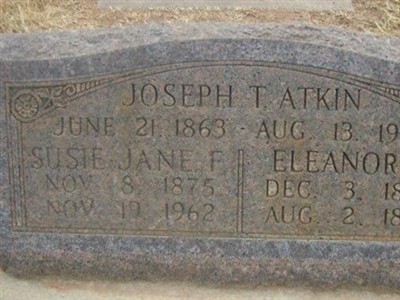 JOSEPH T. ATKIN
JUNE 21, 1863 - AUG. 13, 19
SUSIE JANE F.
NOV. 8, 1875
NOV. 19, 1962
ELEANOR
DEC. 3, 18
AUG. 2, 18